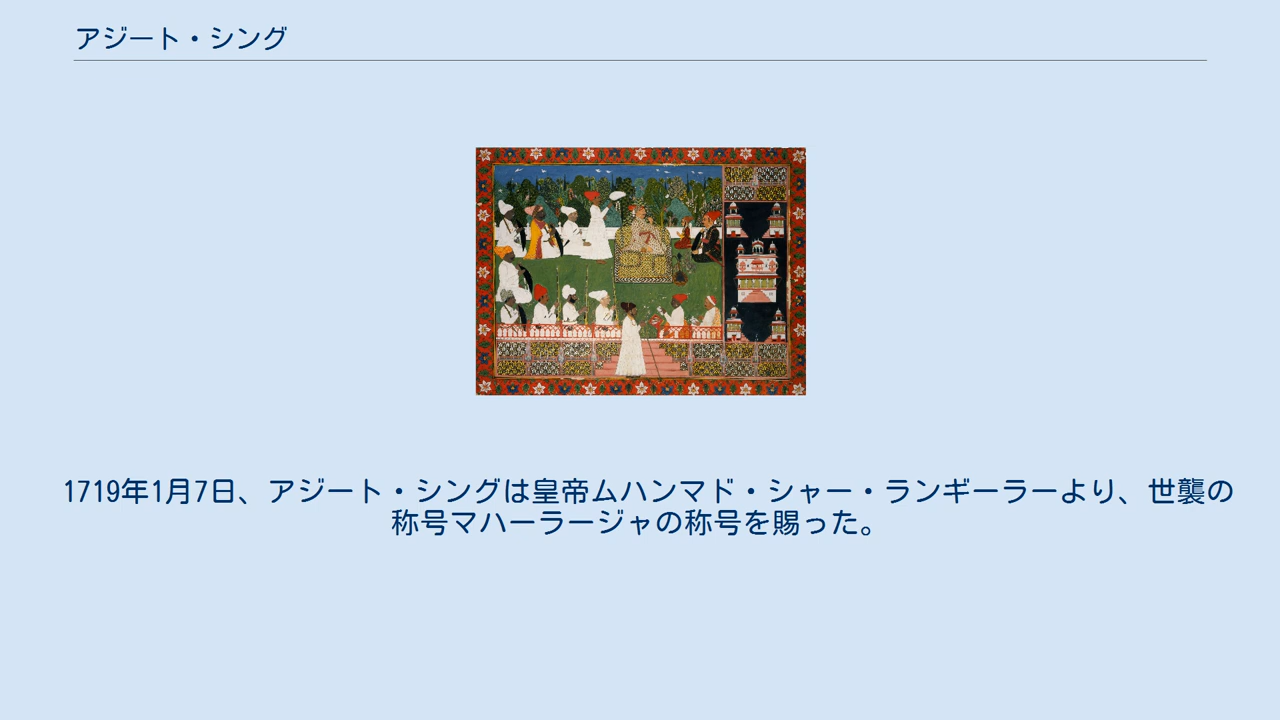 アジート・シング
1719年1月7日、アジート・シングは皇帝ムハンマド・シャー・ランギーラーより、世襲の
称号マハーラージャの称号を賜った。